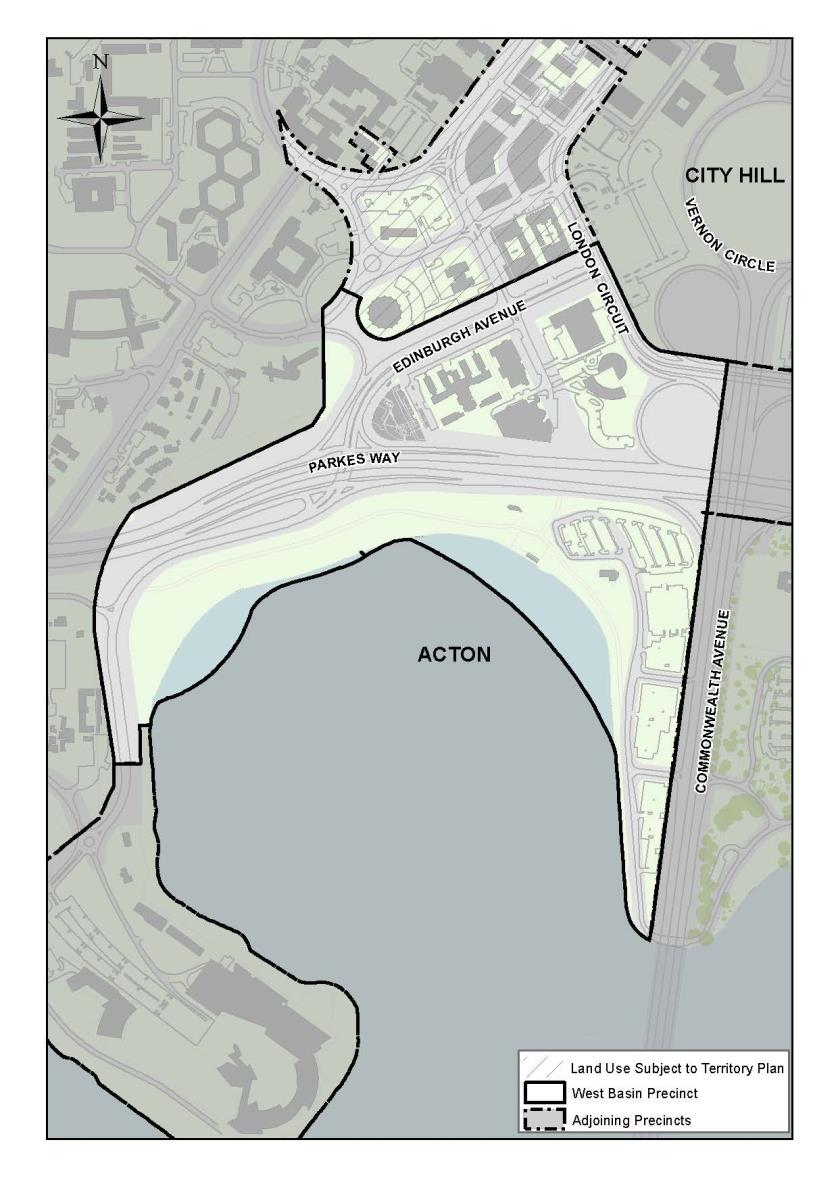 N
CITY HILL
VERNON CIRCLE
LONDON CIRCUIT
EDINBURGH AVENUE
PARKES WAY
ACTON
COMMONWEALTH AVENUE
Land Use Subject to Territory Plan
West Basin Precinct
Adjoining Precincts